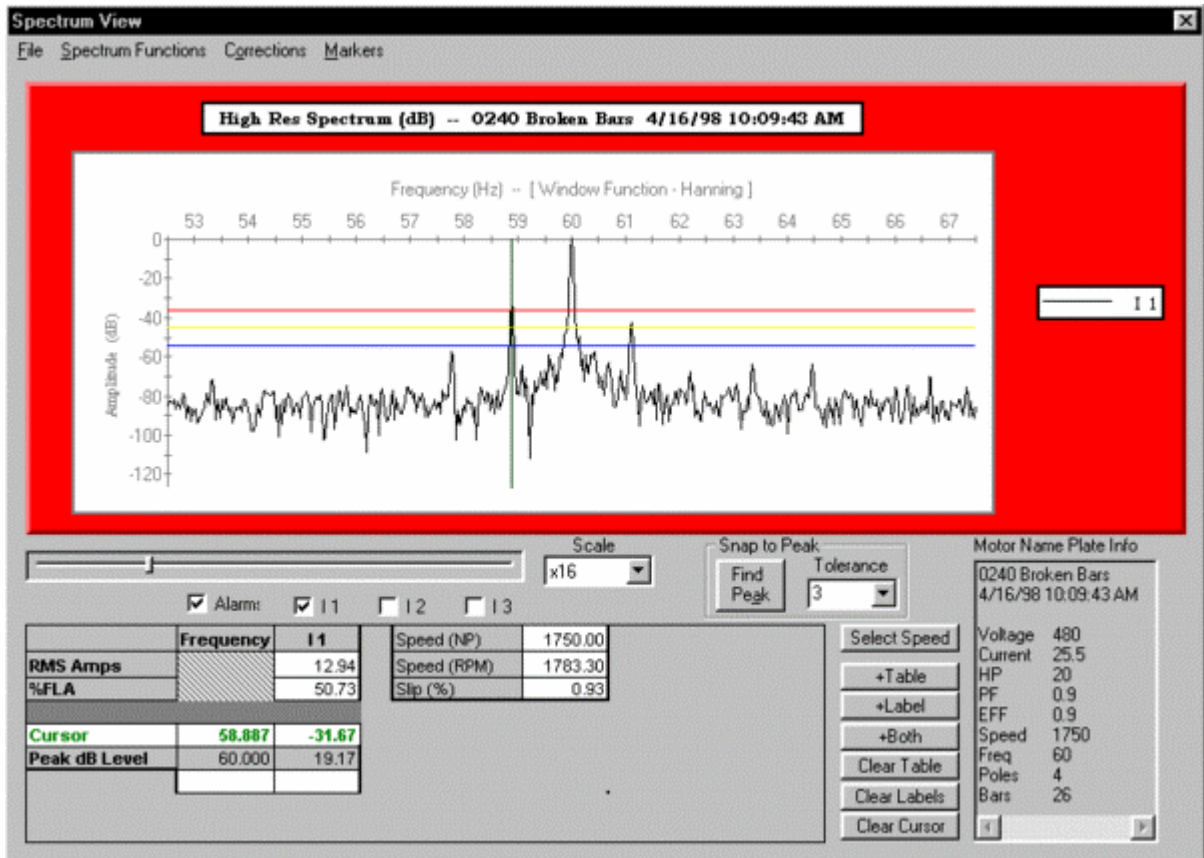 Spectrum View
File Spectrum Functions Corrections Markers
High Res Spectrum (dB) -- 0240 Broken Bars 4/16/98 10:09:43 AM
Frequency (Hz) -- [ Window Function - Hanning ]
53 54 55 56 57 58 59 60 61 62 63 64 65 66 67
0
-20
-40
-60
-80
-100
-120
Amplitude (dB)
I 1
Scale
x16
Snap to Peak
Find Peak
Tolerance
3
Alarm:
I 1
I 2
I 3
Frequency I 1
RMS Amps 12.94
%FLA 50.73
Cursor 58.887 -31.67
Peak dB Level 60.000 19.17
Speed (NP) 1750.00
Speed (RPM) 1783.30
Slip (%) 0.93
Select Speed
+Table
+Label
+Both
Clear Table
Clear Labels
Clear Cursor
Motor Name Plate Info
0240 Broken Bars
4/16/98 10:09:43 AM
Voltage 480
Current 25.5
HP 20
PF 0.9
EFF 0.9
Speed 1750
Freq 60
Poles 4
Bars 26